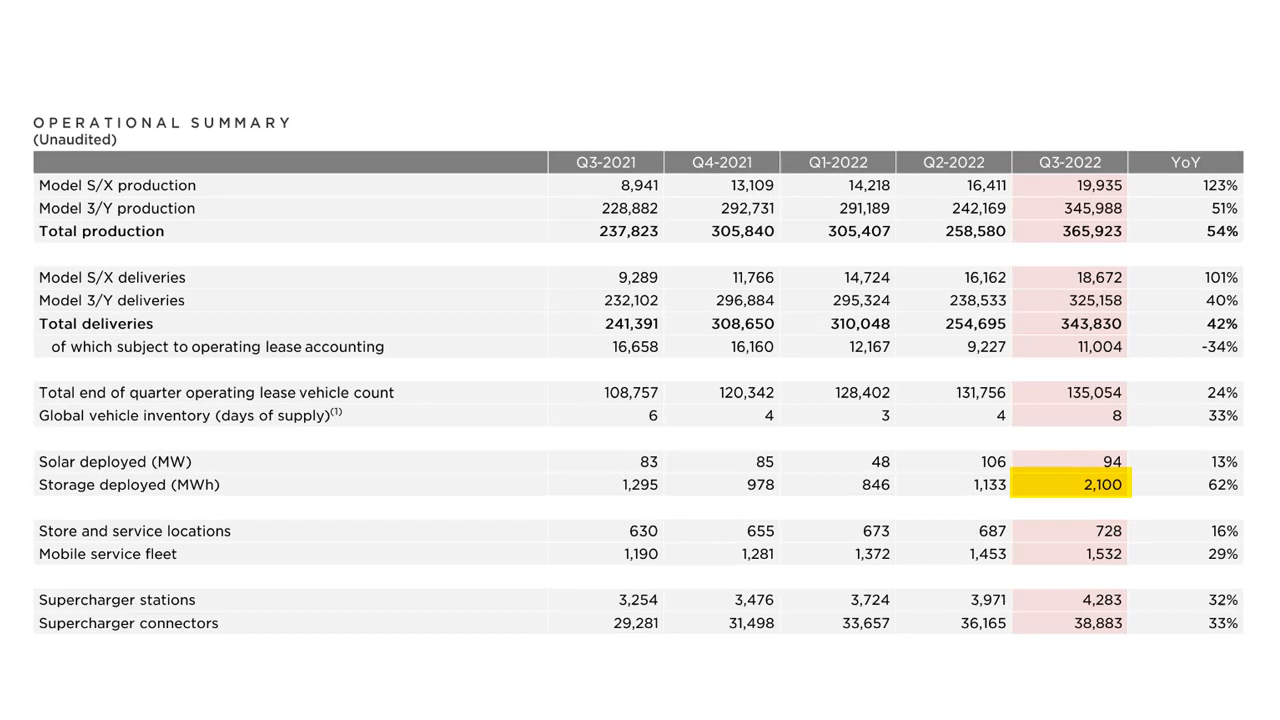 OPERATIONAL SUMMARY
(Unaudited)
Q3-2021 Q4-2021 Q1-2022 Q2-2022 Q3-2022 YoY
Model S/X production 8,941 13,109 14,218 16,411 19,935 123%
Model 3/Y production 228,882 292,731 291,189 242,169 345,988 51%
Total production 237,823 305,840 305,407 258,580 365,923 54%
Model S/X deliveries 9,289 11,766 14,724 16,162 18,672 101%
Model 3/Y deliveries 232,102 296,884 295,324 238,533 325,158 40%
Total deliveries 241,391 308,650 310,048 254,695 343,830 42%
of which subject to operating lease accounting 16,658 16,160 12,167 9,227 11,004 -34%
Total end of quarter operating lease vehicle count 108,757 120,342 128,402 131,756 135,054 24%
Global vehicle inventory (days of supply)(1) 6 4 3 4 8 33%
Solar deployed (MW) 83 85 48 106 94 13%
Storage deployed (MWh) 1,295 978 846 1,133 2,100 62%
Store and service locations 630 655 673 687 728 16%
Mobile service fleet 1,190 1,281 1,372 1,453 1,532 29%
Supercharger stations 3,254 3,476 3,724 3,971 4,283 32%
Supercharger connectors 29,281 31,498 33,657 36,165 38,883 33%